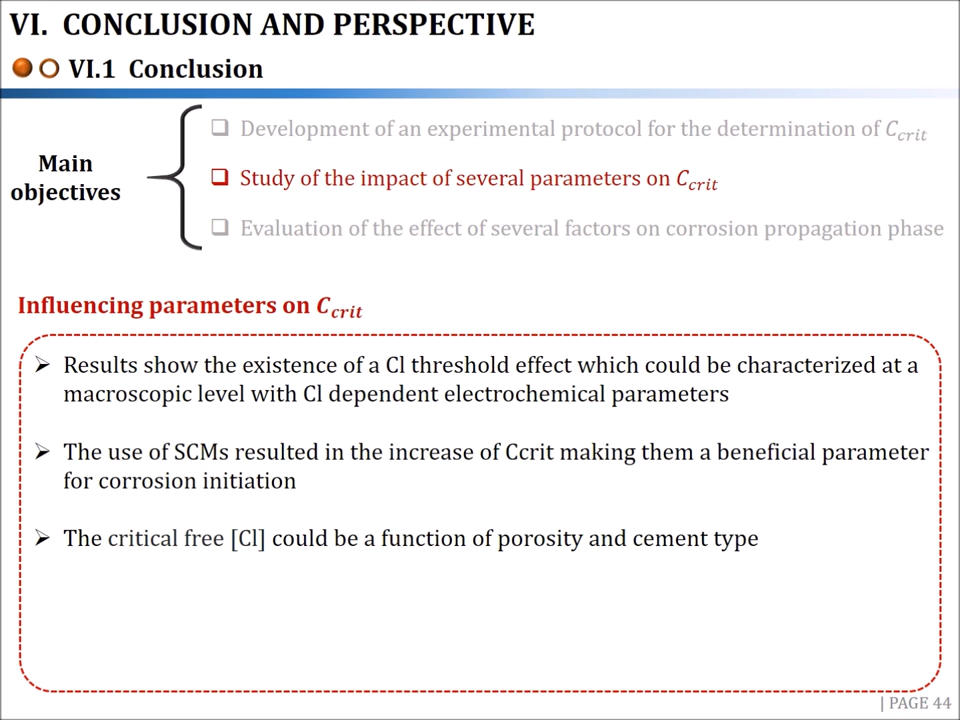 VI. CONCLUSION AND PERSPECTIVE
VI.1 Conclusion
Main
objectives
❑ Development of an experimental protocol for the determination of C_crit
❑ Study of the impact of several parameters on C_crit
❑ Evaluation of the effect of several factors on corrosion propagation phase
Influencing parameters on C_crit
➢ Results show the existence of a Cl threshold effect which could be characterized at a
macroscopic level with Cl dependent electrochemical parameters
➢ The use of SCMs resulted in the increase of Ccrit making them a beneficial parameter
for corrosion initiation
➢ The critical free [Cl] could be a function of porosity and cement type
| PAGE 44